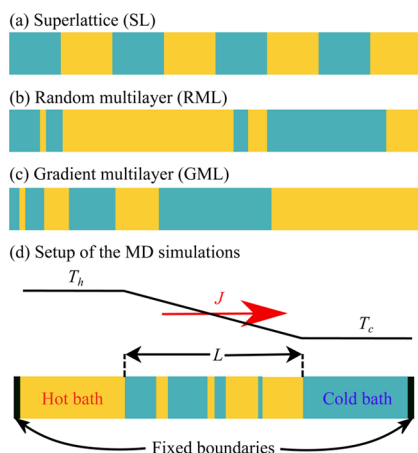 (a) Superlattice (SL)
(b) Random multilayer (RML)
(c) Gradient multilayer (GML)
(d) Setup of the MD simulations
T_h
J
T_c
L
Hot bath
Cold bath
Fixed boundaries